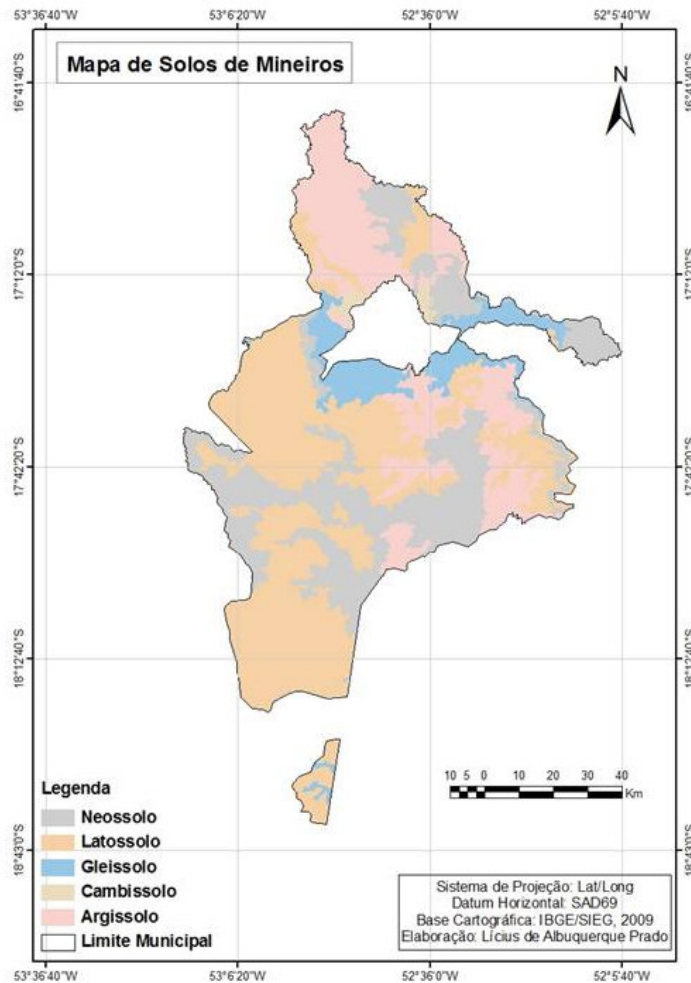 53°36'40"W 53°6'20"W 52°36'0"W 52°5'40"W
Mapa de Solos de Mineiros
N
16°41'40"S 16°41'40"S
17°12'0"S 17°12'0"S
17°42'20"S 17°42'20"S
18°12'40"S 18°12'40"S
18°43'0"S 18°43'0"S
10 5 0 10 20 30 40
Km
Legenda
Neossolo
Latossolo
Gleissolo
Cambissolo
Argissolo
Limite Municipal
Sistema de Projeção: Lat/Long
Datum Horizontal: SAD69
Base Cartográfica: IBGE/SIEG, 2009
Elaboração: Lícius de Albuquerque Prado
53°36'40"W 53°6'20"W 52°36'0"W 52°5'40"W